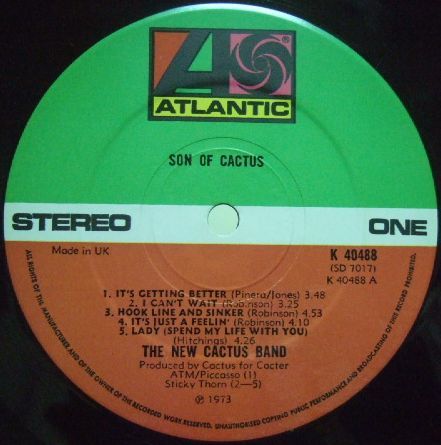 ATLANTIC
SON OF CACTUS
STEREO ONE
Made in UK
K 40488
(SD 7017)
K 40488 A
1. IT'S GETTING BETTER (Pinera/Jones) 3.48
2. I CAN'T WAIT (Robinson) 3.25
3. HOOK LINE AND SINKER (Robinson) 4.53
4. IT'S JUST A FEELIN' (Robinson) 4.10
5. LADY (SPEND MY LIFE WITH YOU)
(Hitchings) 4.26
THE NEW CACTUS BAND
Produced by Cactus for Cacter
ATM/Piccasso (1)
Sticky Thorn (2—5)
℗ 1973
ALL RIGHTS OF THE MANUFACTURER AND OF THE OWNER OF THE RECORDED WORK RESERVED. UNAUTHORISED COPYING PUBLIC PERFORMANCE AND BROADCASTING OF THIS RECORD PROHIBITED.